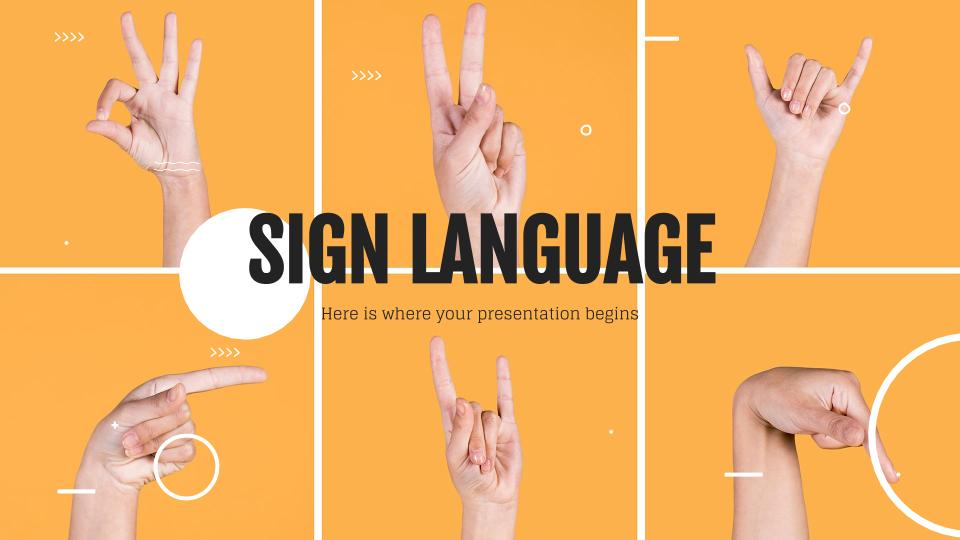 SIGN LANGUAGE
Here is where your presentation begins